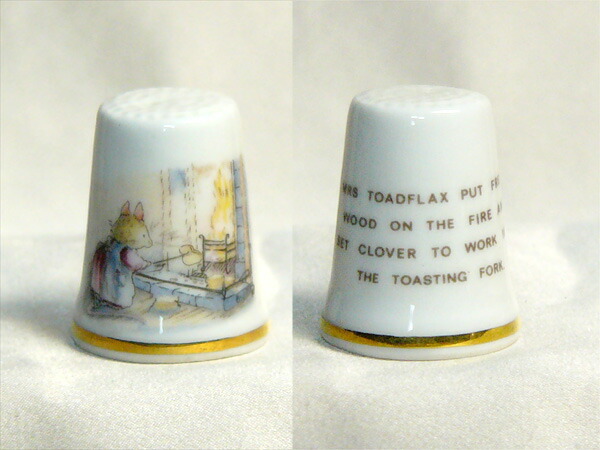 MRS TOADFLAX PUT
WOOD ON THE FIRE
SET CLOVER TO WORK
THE TOASTING FORK